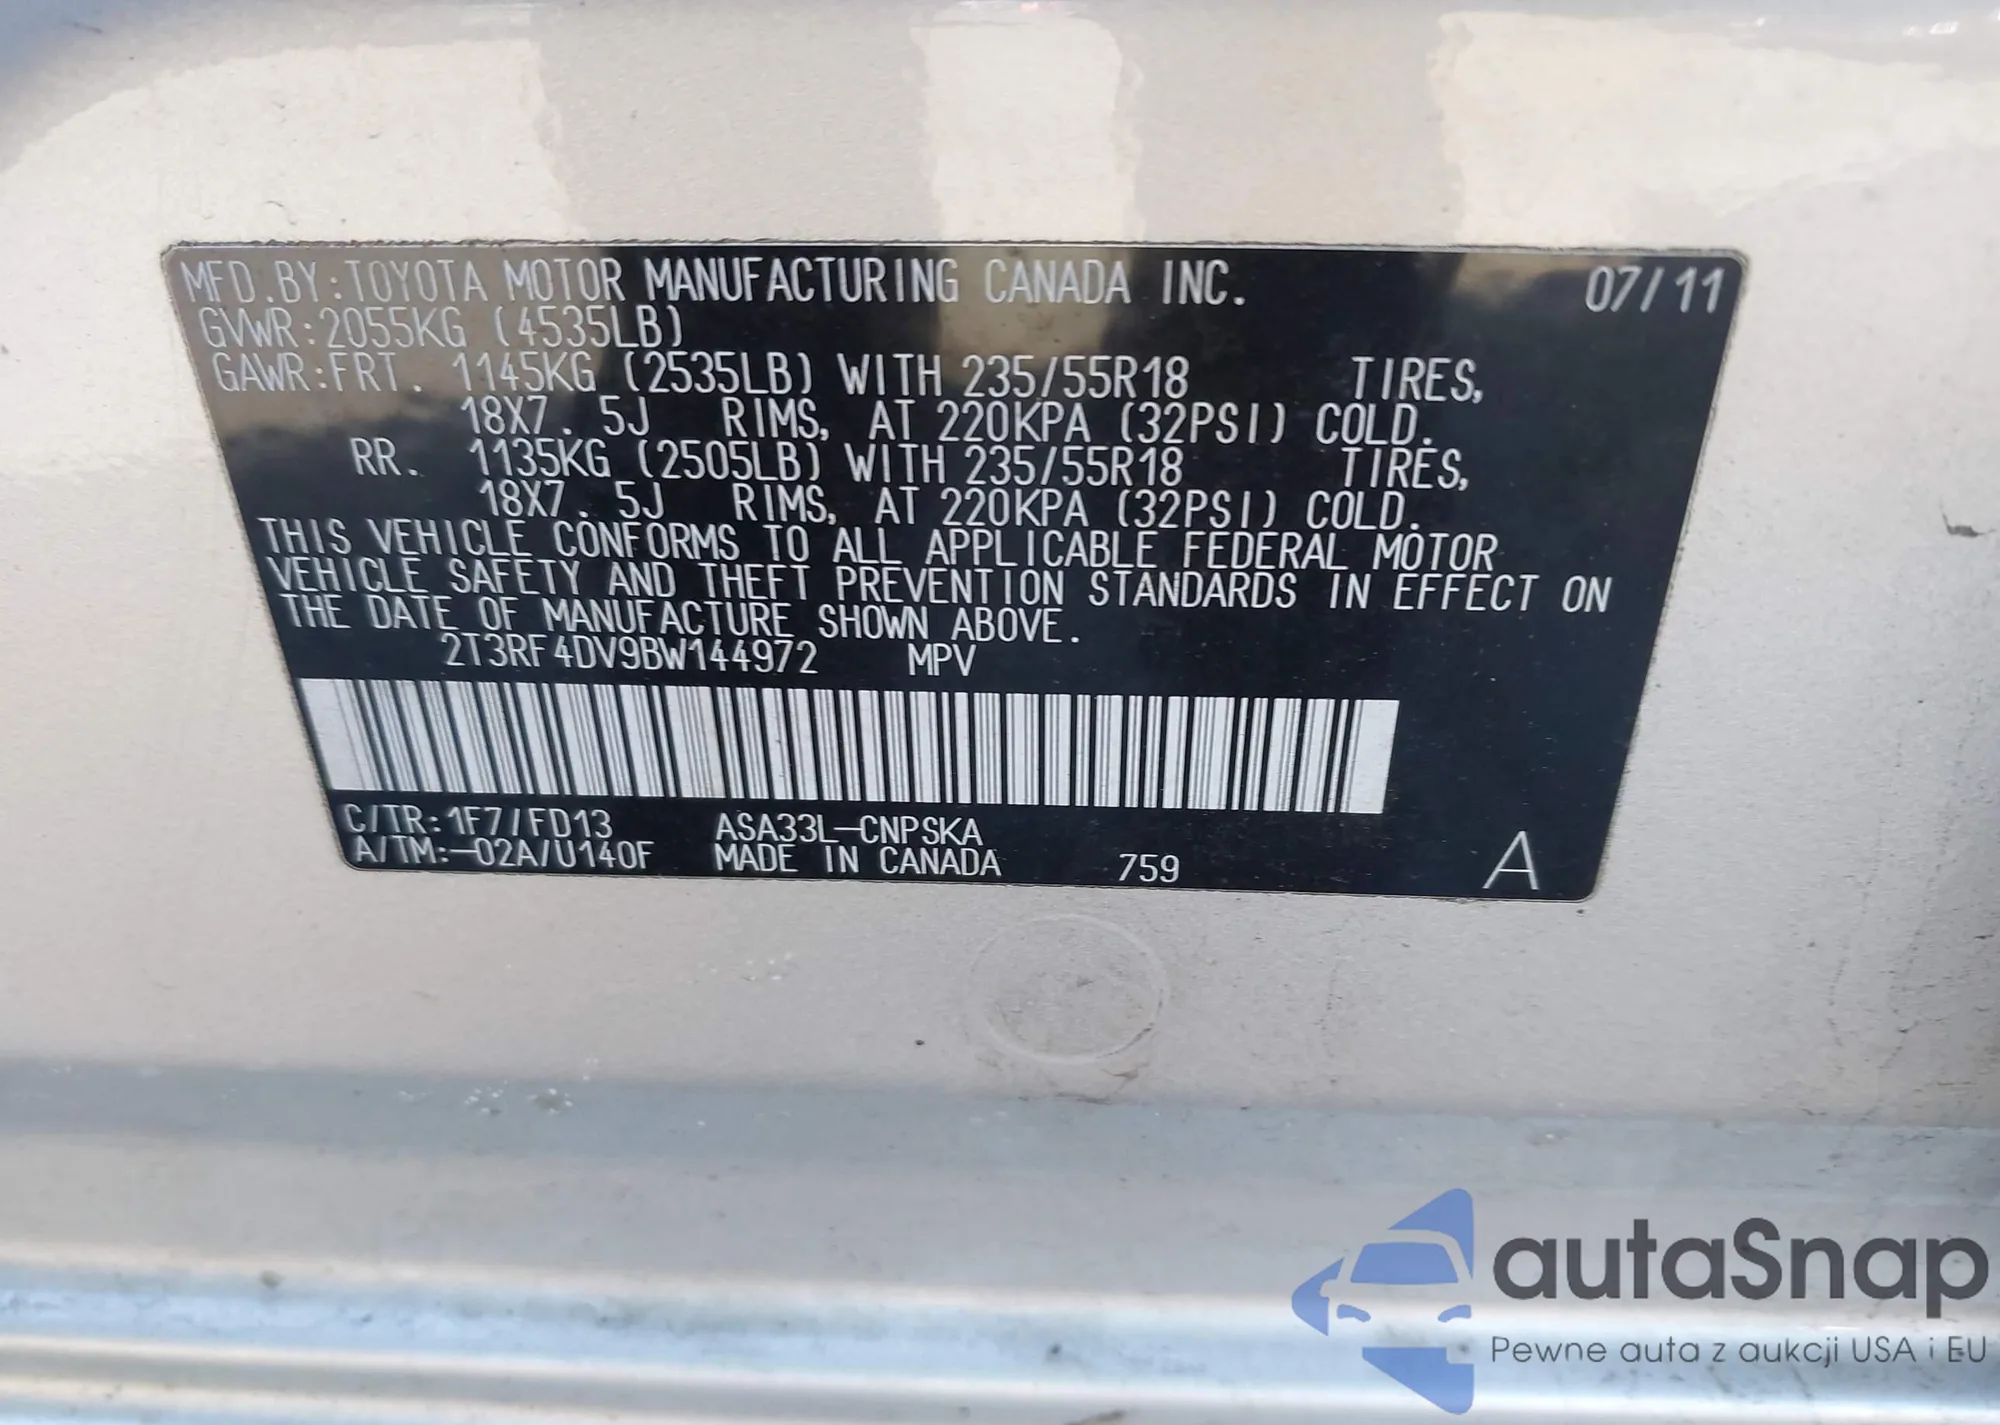 MFD.BY:TOYOTA MOTOR MANUFACTURING CANADA INC. 07/11
GVWR:2055KG (4535LB)
GAWR:FRT. 1145KG (2535LB) WITH 235/55R18 TIRES,
18X7.5J RIMS, AT 220KPA (32PSI) COLD.
RR. 1135KG (2505LB) WITH 235/55R18 TIRES,
18X7.5J RIMS, AT 220KPA (32PSI) COLD.
THIS VEHICLE CONFORMS TO ALL APPLICABLE FEDERAL MOTOR
VEHICLE SAFETY AND THEFT PREVENTION STANDARDS IN EFFECT ON
THE DATE OF MANUFACTURE SHOWN ABOVE.
2T3RF4DV9BW144972 MPV
C/TR:1F7/FD13 ASA33L-CNPSKA
A/TM:-02A/U140F MADE IN CANADA 759 A
autaSnap
Pewne auta z aukcji USA i EU